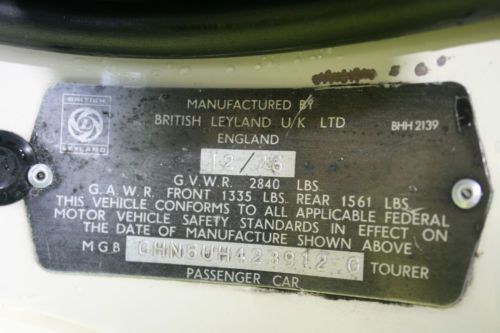 BRITISH
LEYLAND
MANUFACTURED BY
BRITISH LEYLAND U/K LTD
BHH 2139
ENGLAND
12/76
G.V.W.R. 2840 LBS
G.A.W.R. FRONT 1335 LBS. REAR 1561 LBS.
THIS VEHICLE CONFORMS TO ALL APPLICABLE FEDERAL
MOTOR VEHICLE SAFETY STANDARDS IN EFFECT ON
THE DATE OF MANUFACTURE SHOWN ABOVE
MGB GHN5UH423912 G TOURER
PASSENGER CAR